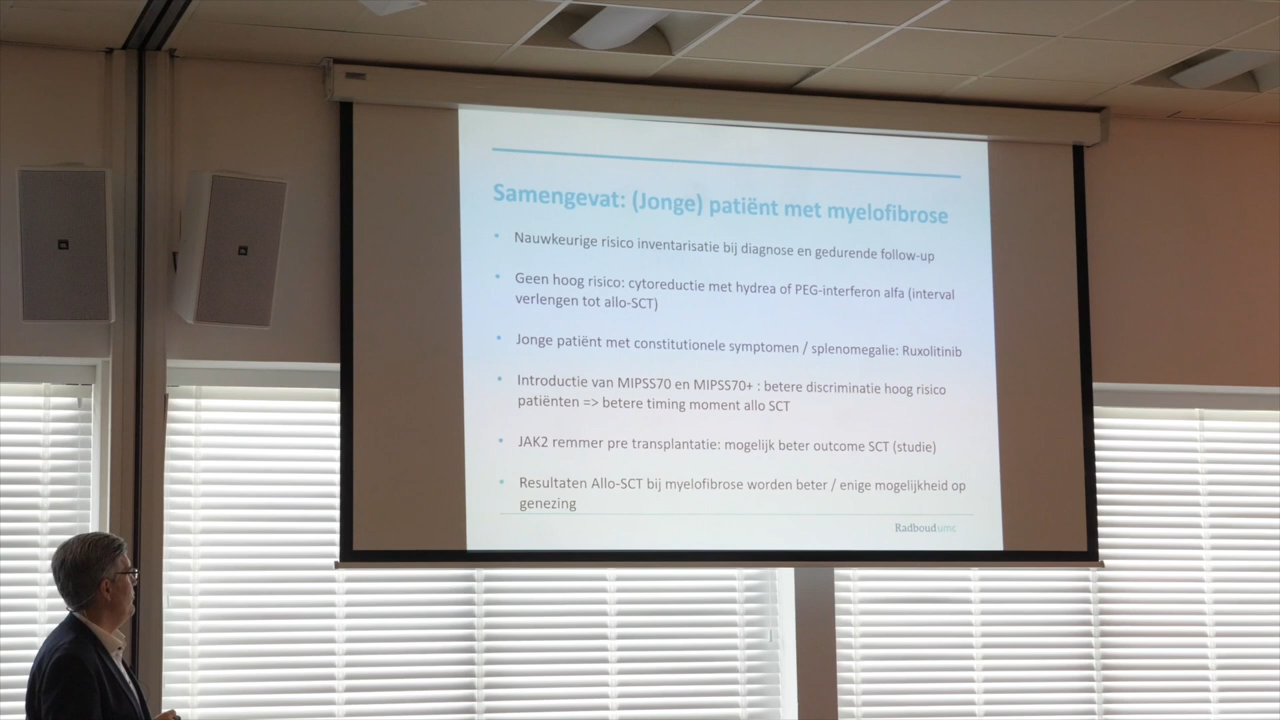 Samengevat: (Jonge) patiënt met myelofibrose
• Nauwkeurige risico inventarisatie bij diagnose en gedurende follow-up
• Geen hoog risico: cytoreductie met hydrea of PEG-interferon alfa (interval
verlengen tot allo-SCT)
• Jonge patiënt met constitutionele symptomen / splenomegalie: Ruxolitinib
• Introductie van MIPSS70 en MIPSS70+ : betere discriminatie hoog risico
patiënten => betere timing moment allo SCT
• JAK2 remmer pre transplantatie: mogelijk beter outcome SCT (studie)
• Resultaten Allo-SCT bij myelofibrose worden beter / enige mogelijkheid op
genezing
Radboudumc